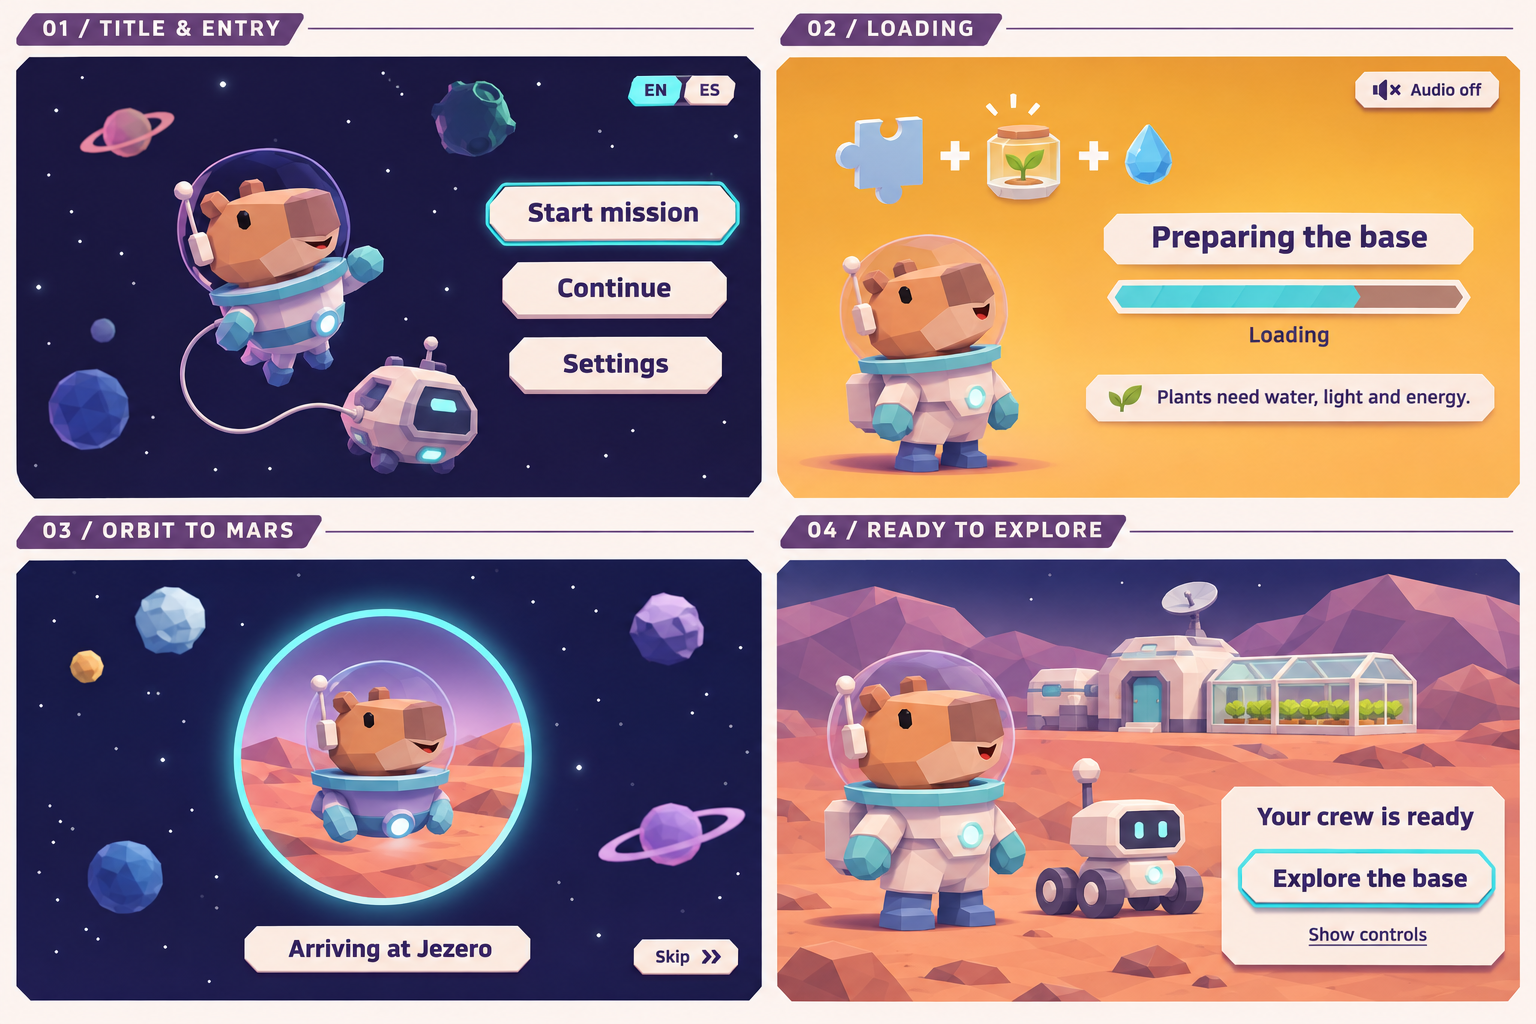 01 / TITLE & ENTRY
EN
ES
Start mission
Continue
Settings
02 / LOADING
Audio off
Preparing the base
Loading
Plants need water, light and energy.
03 / ORBIT TO MARS
Arriving at Jezero
Skip
04 / READY TO EXPLORE
Your crew is ready
Explore the base
Show controls